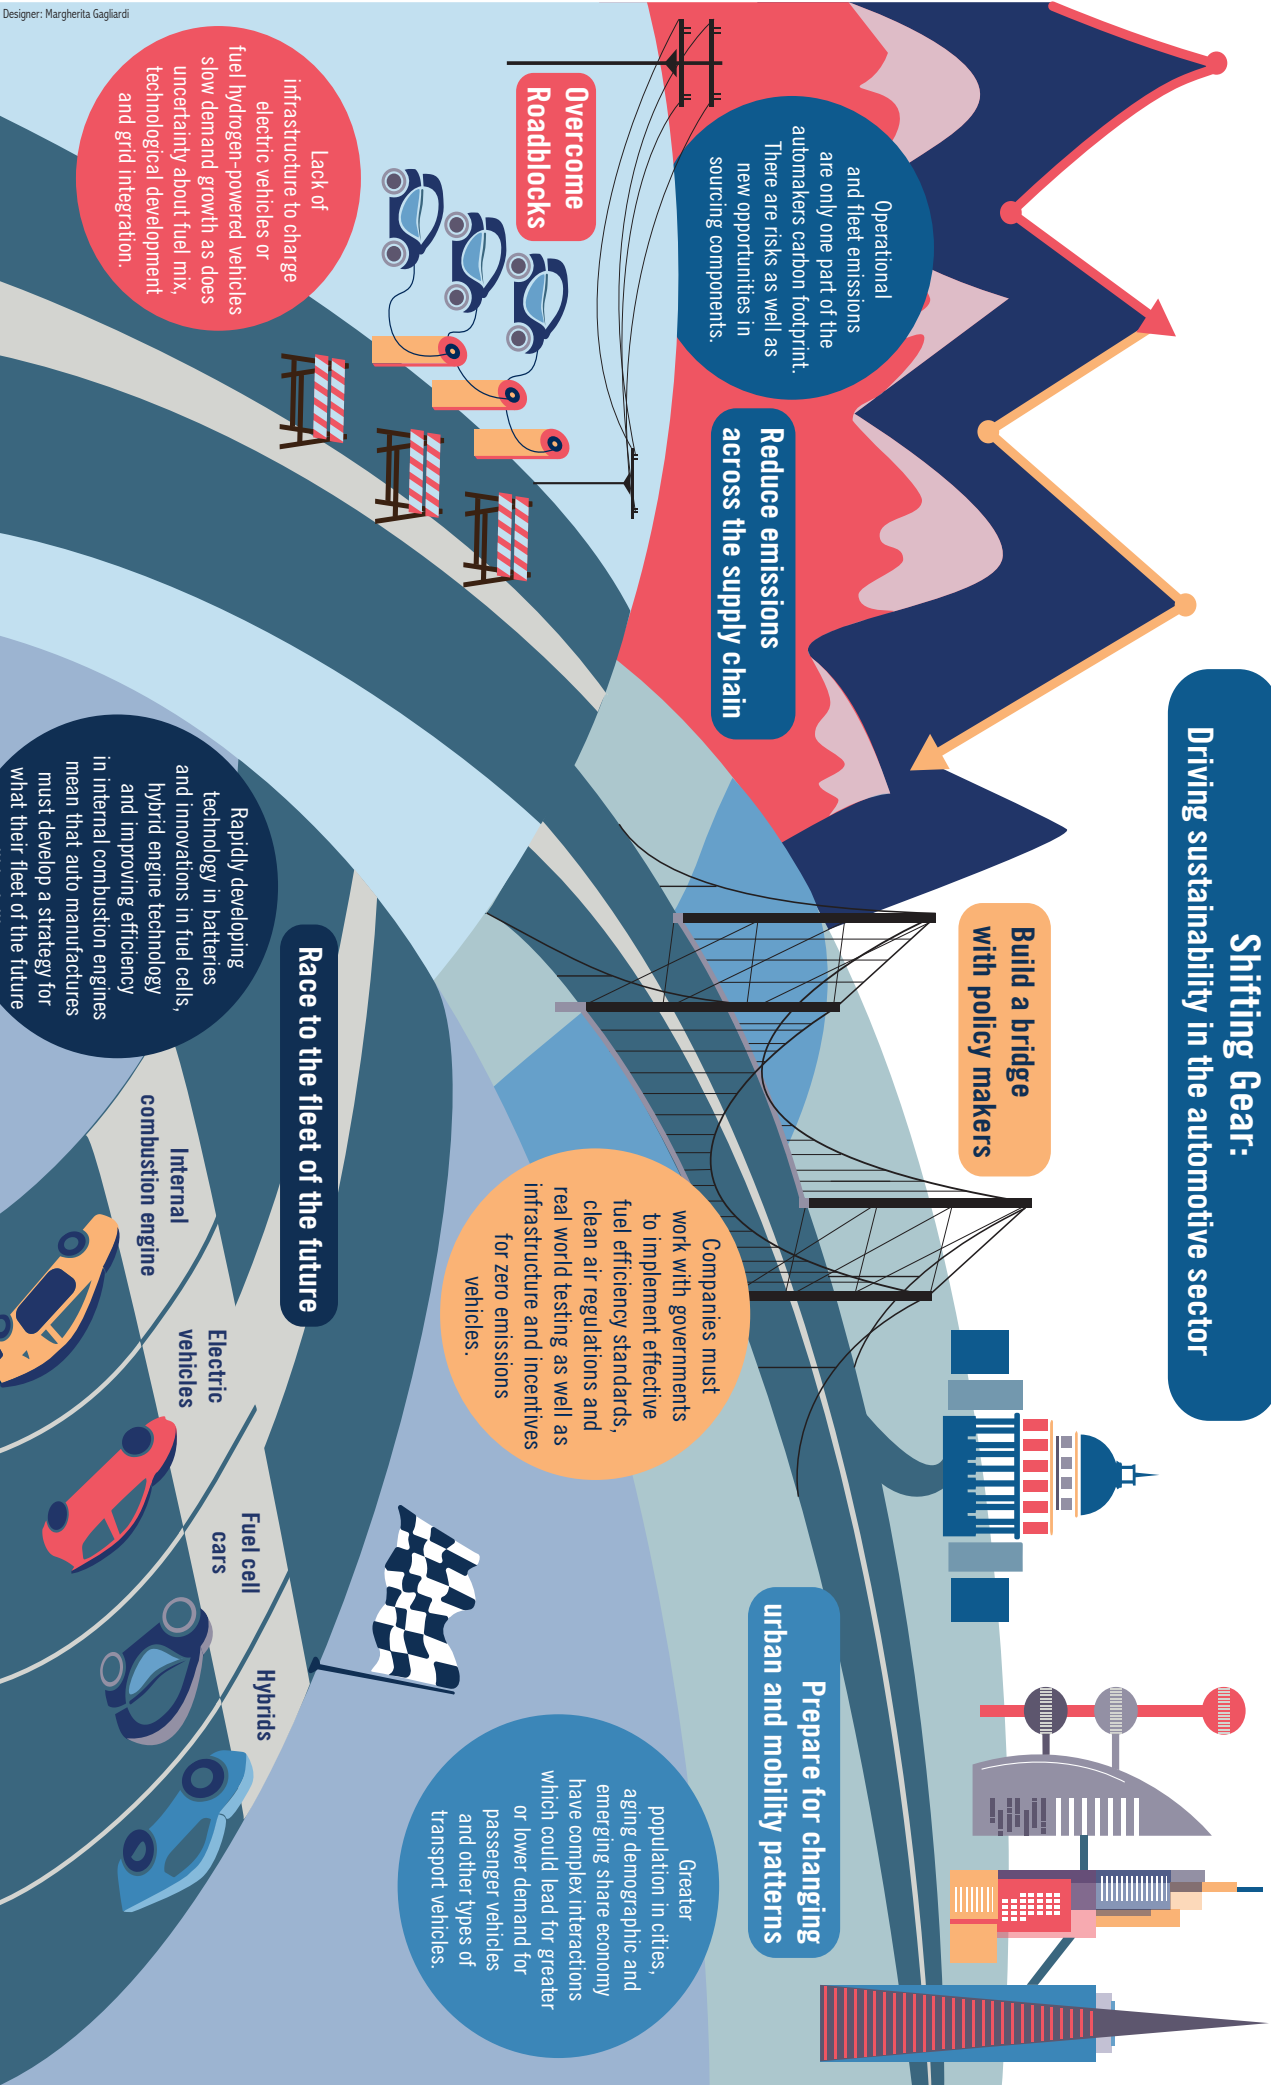 Shifting Gear:
Driving sustainability in the automotive sector
Reduce emissions
across the supply chain
Operational
and fleet emissions
are only one part of the
automakers carbon footprint.
There are risks as well as
new opportunities in
sourcing components.
Build a bridge
with policy makers
Companies must
work with governments
to implement effective
fuel efficiency standards,
clean air regulations and
real world testing as well as
infrastructure and incentives
for zero emissions
vehicles.
Prepare for changing
urban and mobility patterns
Greater
population in cities,
aging demographic and
emerging share economy
have complex interactions
which could lead for greater
or lower demand for
passenger vehicles
and other types of
transport vehicles.
Overcome
Roadblocks
Lack of
infrastructure to charge
electric vehicles or
fuel hydrogen-powered vehicles
slow demand growth as does
uncertainty about fuel mix,
technological development
and grid integration.
Race to the fleet of the future
Rapidly developing
technology in batteries
and innovations in fuel cells,
hybrid engine technology
and improving efficiency
in internal combustion engines
mean that auto manufactures
must develop a strategy for
what their fleet of the future
Internal
combustion engine
Electric
vehicles
Fuel cell
cars
Hybrids
Designer: Margherita Gagliardi